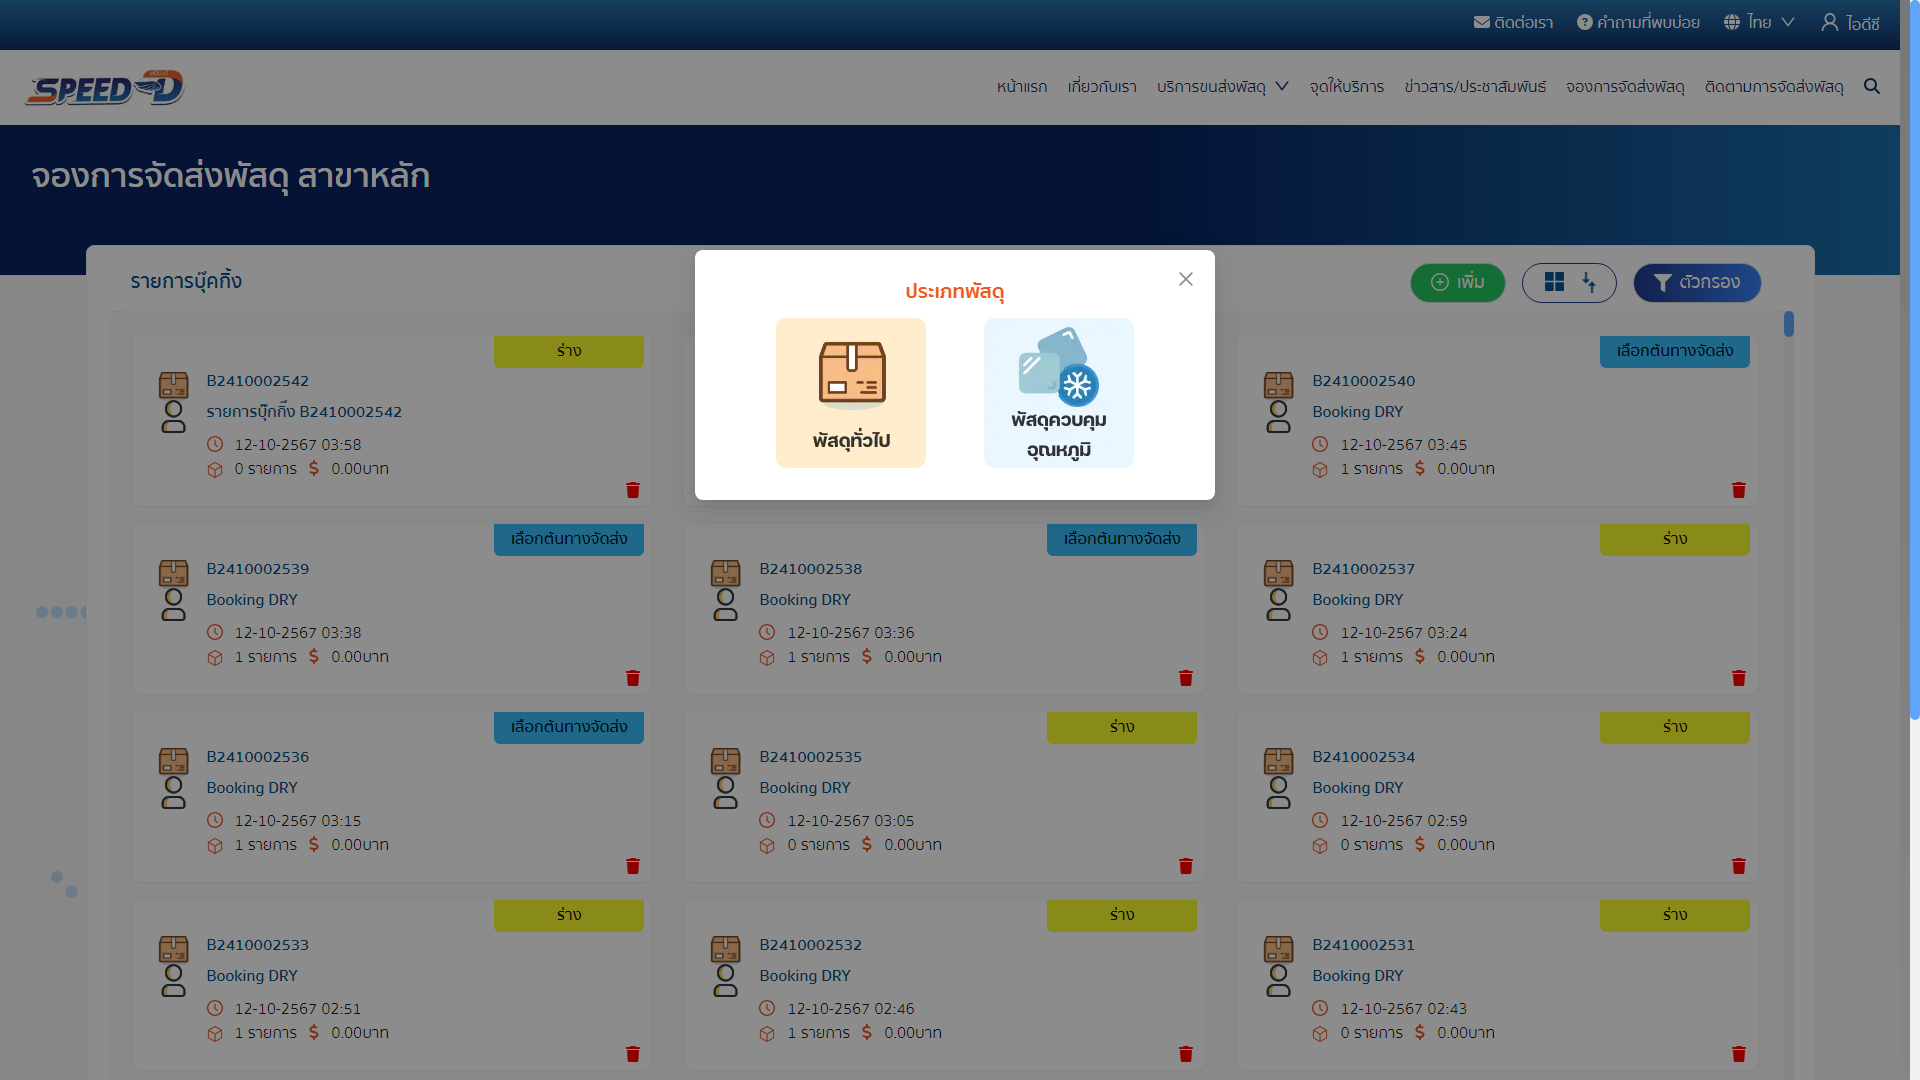 ติดต่อเรา คำถามที่พบบ่อย ไทย ไอดีซี
SPEED D
หน้าแรก เกี่ยวกับเรา บริการขนส่งพัสดุ จุดให้บริการ ข่าวสาร/ประชาสัมพันธ์ จองการจัดส่งพัสดุ ติดตามการจัดส่งพัสดุ
จองการจัดส่งพัสดุ สาขาหลัก
รายการบุ๊คกิ้ง
เพิ่ม ตัวกรอง
ประเภทพัสดุ
พัสดุทั่วไป
พัสดุควบคุม
อุณหภูมิ
ร่าง
B2410002542
รายการบุ๊กกิ๊ง B2410002542
12-10-2567 03:58
0 รายการ $ 0.00บาท
เลือกต้นทางจัดส่ง
B2410002540
Booking DRY
12-10-2567 03:45
1 รายการ $ 0.00บาท
เลือกต้นทางจัดส่ง
B2410002539
Booking DRY
12-10-2567 03:38
1 รายการ $ 0.00บาท
เลือกต้นทางจัดส่ง
B2410002538
Booking DRY
12-10-2567 03:36
1 รายการ $ 0.00บาท
ร่าง
B2410002537
Booking DRY
12-10-2567 03:24
1 รายการ $ 0.00บาท
เลือกต้นทางจัดส่ง
B2410002536
Booking DRY
12-10-2567 03:15
1 รายการ $ 0.00บาท
ร่าง
B2410002535
Booking DRY
12-10-2567 03:05
0 รายการ $ 0.00บาท
ร่าง
B2410002534
Booking DRY
12-10-2567 02:59
0 รายการ $ 0.00บาท
ร่าง
B2410002533
Booking DRY
12-10-2567 02:51
1 รายการ $ 0.00บาท
ร่าง
B2410002532
Booking DRY
12-10-2567 02:46
1 รายการ $ 0.00บาท
ร่าง
B2410002531
Booking DRY
12-10-2567 02:43
0 รายการ $ 0.00บาท